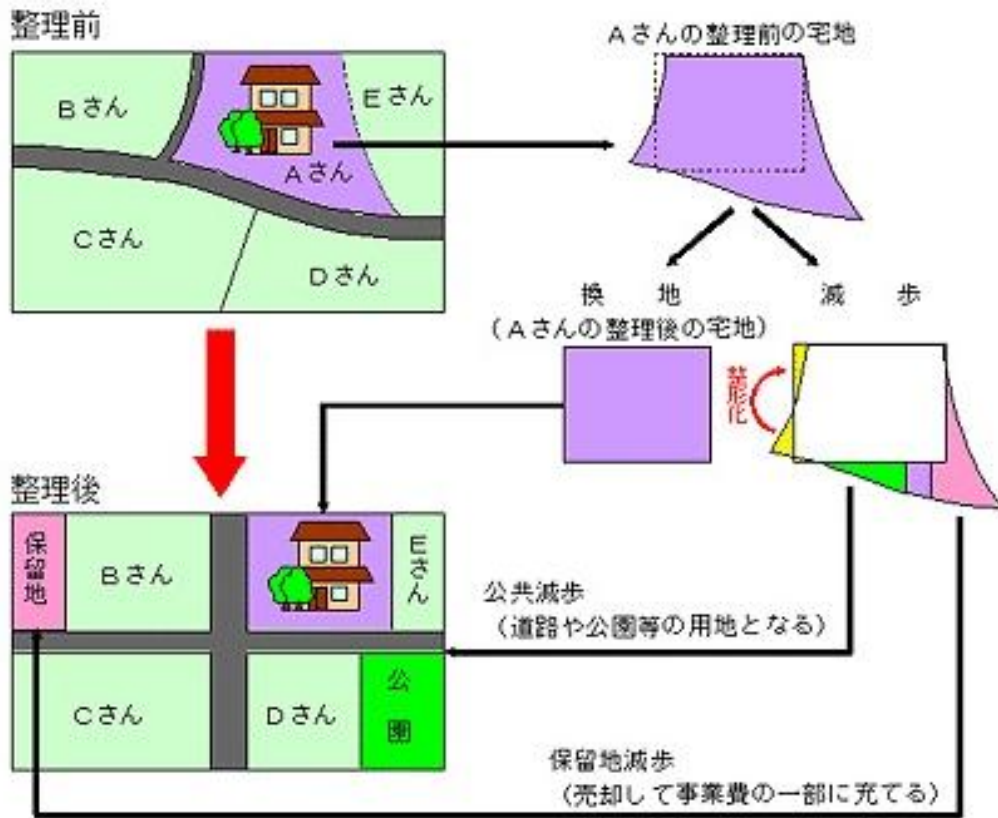 整理前
Bさん
Aさん
Eさん
Cさん
Dさん
Aさんの整理前の宅地
換地
(Aさんの整理後の宅地)
減歩
整形化
整理後
保留地
Bさん
Eさん
Cさん
Dさん
公園
公共減歩
(道路や公園等の用地となる)
保留地減歩
(売却して事業費の一部に充てる)